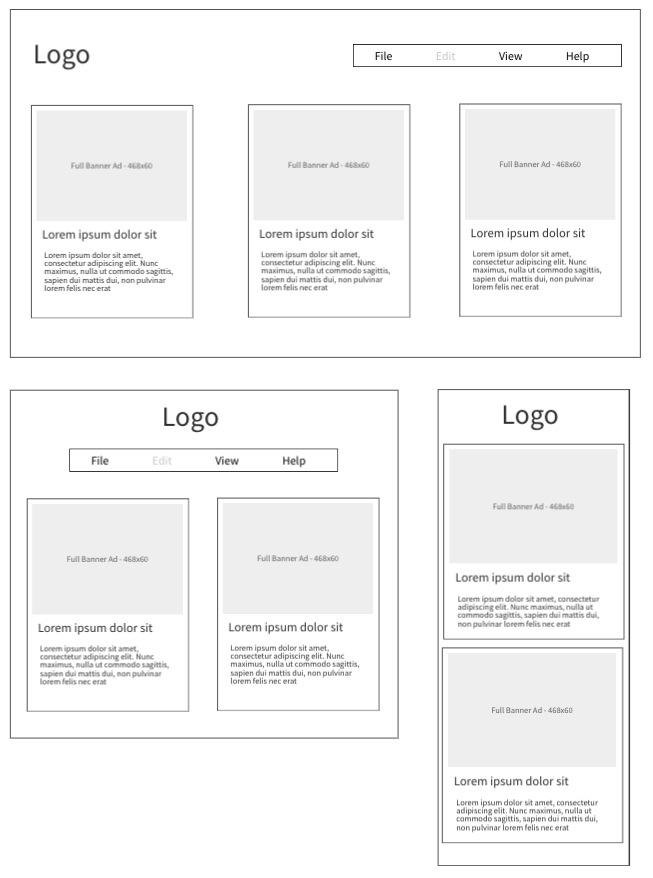 Logo
File Edit View Help
Full Banner Ad - 468x60
Lorem ipsum dolor sit
Lorem ipsum dolor sit amet,
consectetur adipiscing elit. Nunc
maximus, nulla ut commodo sagittis,
sapien dui mattis dui, non pulvinar
lorem felis nec erat
Full Banner Ad - 468x60
Lorem ipsum dolor sit
Lorem ipsum dolor sit amet,
consectetur adipiscing elit. Nunc
maximus, nulla ut commodo sagittis,
sapien dui mattis dui, non pulvinar
lorem felis nec erat
Full Banner Ad - 468x60
Lorem ipsum dolor sit
Lorem ipsum dolor sit amet,
consectetur adipiscing elit. Nunc
maximus, nulla ut commodo sagittis,
sapien dui mattis dui, non pulvinar
lorem felis nec erat
Logo
File Edit View Help
Full Banner Ad - 468x60
Lorem ipsum dolor sit
Lorem ipsum dolor sit amet,
consectetur adipiscing elit. Nunc
maximus, nulla ut commodo sagittis,
sapien dui mattis dui, non pulvinar
lorem felis nec erat
Full Banner Ad - 468x60
Lorem ipsum dolor sit
Lorem ipsum dolor sit amet,
consectetur adipiscing elit. Nunc
maximus, nulla ut commodo sagittis,
sapien dui mattis dui, non pulvinar
lorem felis nec erat
Logo
Full Banner Ad - 468x60
Lorem ipsum dolor sit
Lorem ipsum dolor sit amet, consectetur
adipiscing elit. Nunc maximus, nulla ut
commodo sagittis, sapien dui mattis dui,
non pulvinar lorem felis nec erat
Full Banner Ad - 468x60
Lorem ipsum dolor sit
Lorem ipsum dolor sit amet, consectetur
adipiscing elit. Nunc maximus, nulla ut
commodo sagittis, sapien dui mattis dui,
non pulvinar lorem felis nec erat